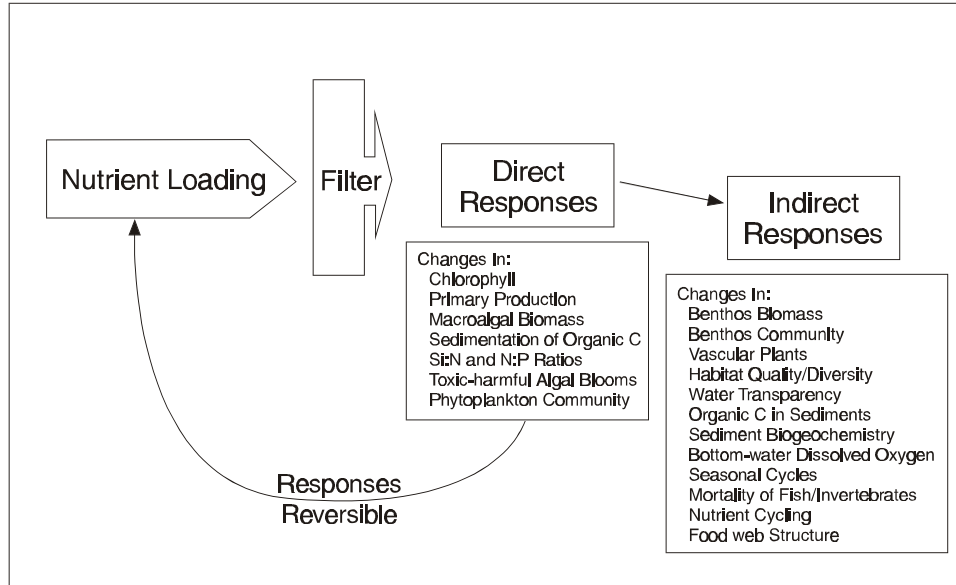 Nutrient Loading
Filter
Direct
Responses
Indirect
Responses
Changes In:
Chlorophyll
Primary Production
Macroalgal Biomass
Sedimentation of Organic C
Si:N and N:P Ratios
Toxic-harmful Algal Blooms
Phytoplankton Community
Changes In:
Benthos Biomass
Benthos Community
Vascular Plants
Habitat Quality/Diversity
Water Transparency
Organic C in Sediments
Sediment Biogeochemistry
Bottom-water Dissolved Oxygen
Seasonal Cycles
Mortality of Fish/Invertebrates
Nutrient Cycling
Food web Structure
Responses
Reversible